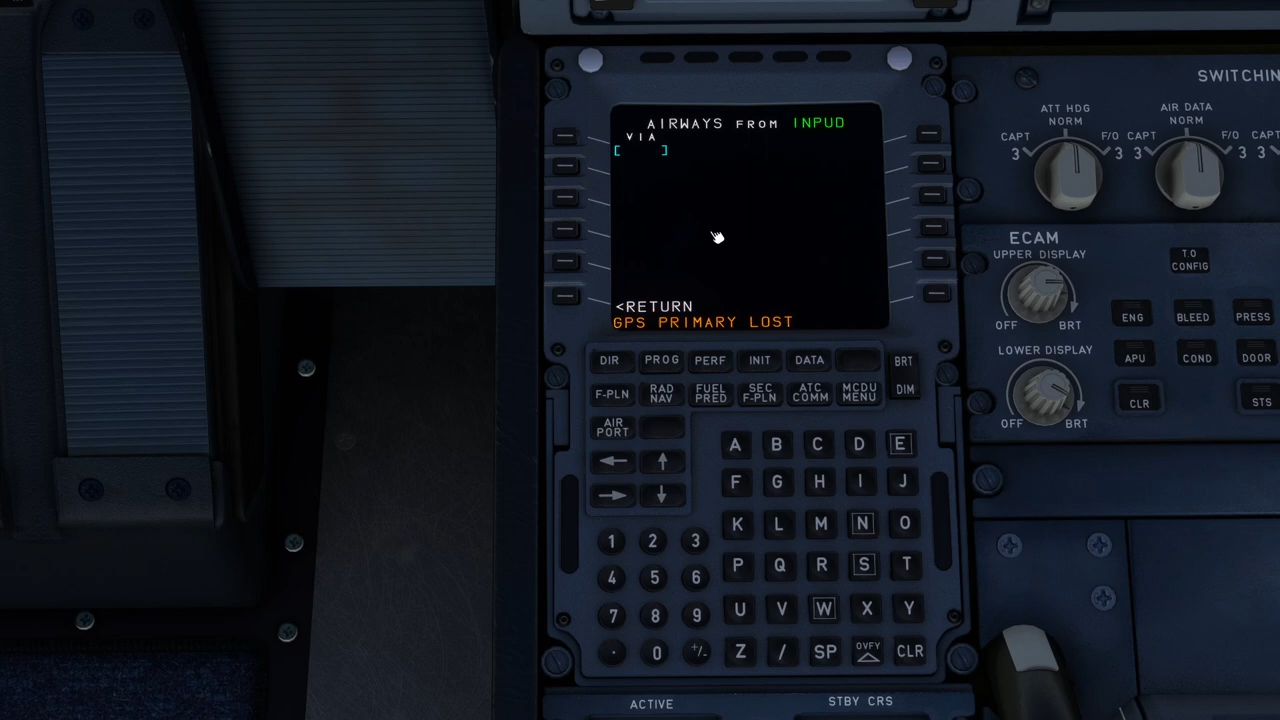 SWITCHIN
AIRWAYS FROM INPUD
VIA
[ ]
<RETURN
GPS PRIMARY LOST
ATT HDG
NORM
CAPT
3
F/O
3
AIR DATA
NORM
CAPT
3
F/O
3
CAPT
3
ECAM
UPPER DISPLAY
OFF
BRT
T.O
CONFIG
ENG
BLEED
PRESS
LOWER DISPLAY
OFF
BRT
APU
COND
DOOR
CLR
STS
DIR PROG PERF INIT DATA
BRT
DIM
F-PLN
RAD
NAV
FUEL
PRED
SEC
F-PLN
ATC
COMM
MCDU
MENU
AIR
PORT
A B C D E
F G H I J
K L M N O
P Q R S T
U V W X Y
Z / SP OVFY CLR
1 2 3
4 5 6
7 8 9
. 0 +/-
ACTIVE
STBY CRS